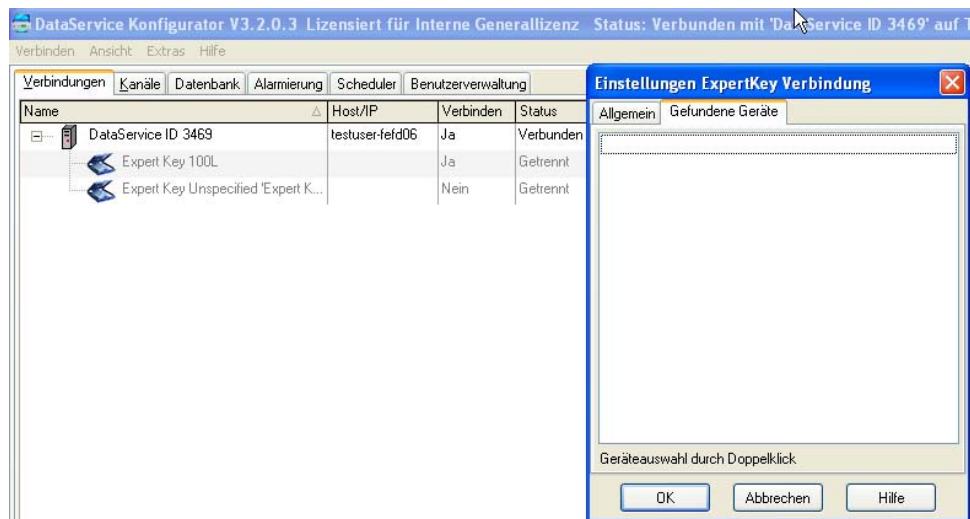 DataService Konfigurator V3.2.0.3 Lizensiert für Interne Generallizenz Status: Verbunden mit 'DataService ID 3469' auf
Verbinden Ansicht Extras Hilfe
Verbindungen Kanäle Datenbank Alarmierung Scheduler Benutzerverwaltung
Name Host/IP Verbinden Status
DataService ID 3469 testuser-fefd06 Ja Verbunden
Expert Key 100L Ja Getrennt
Expert Key Unspecified 'Expert K... Nein Getrennt
Einstellungen ExpertKey Verbindung
Allgemein Gefundene Geräte
Geräteauswahl durch Doppelklick
OK Abbrechen Hilfe